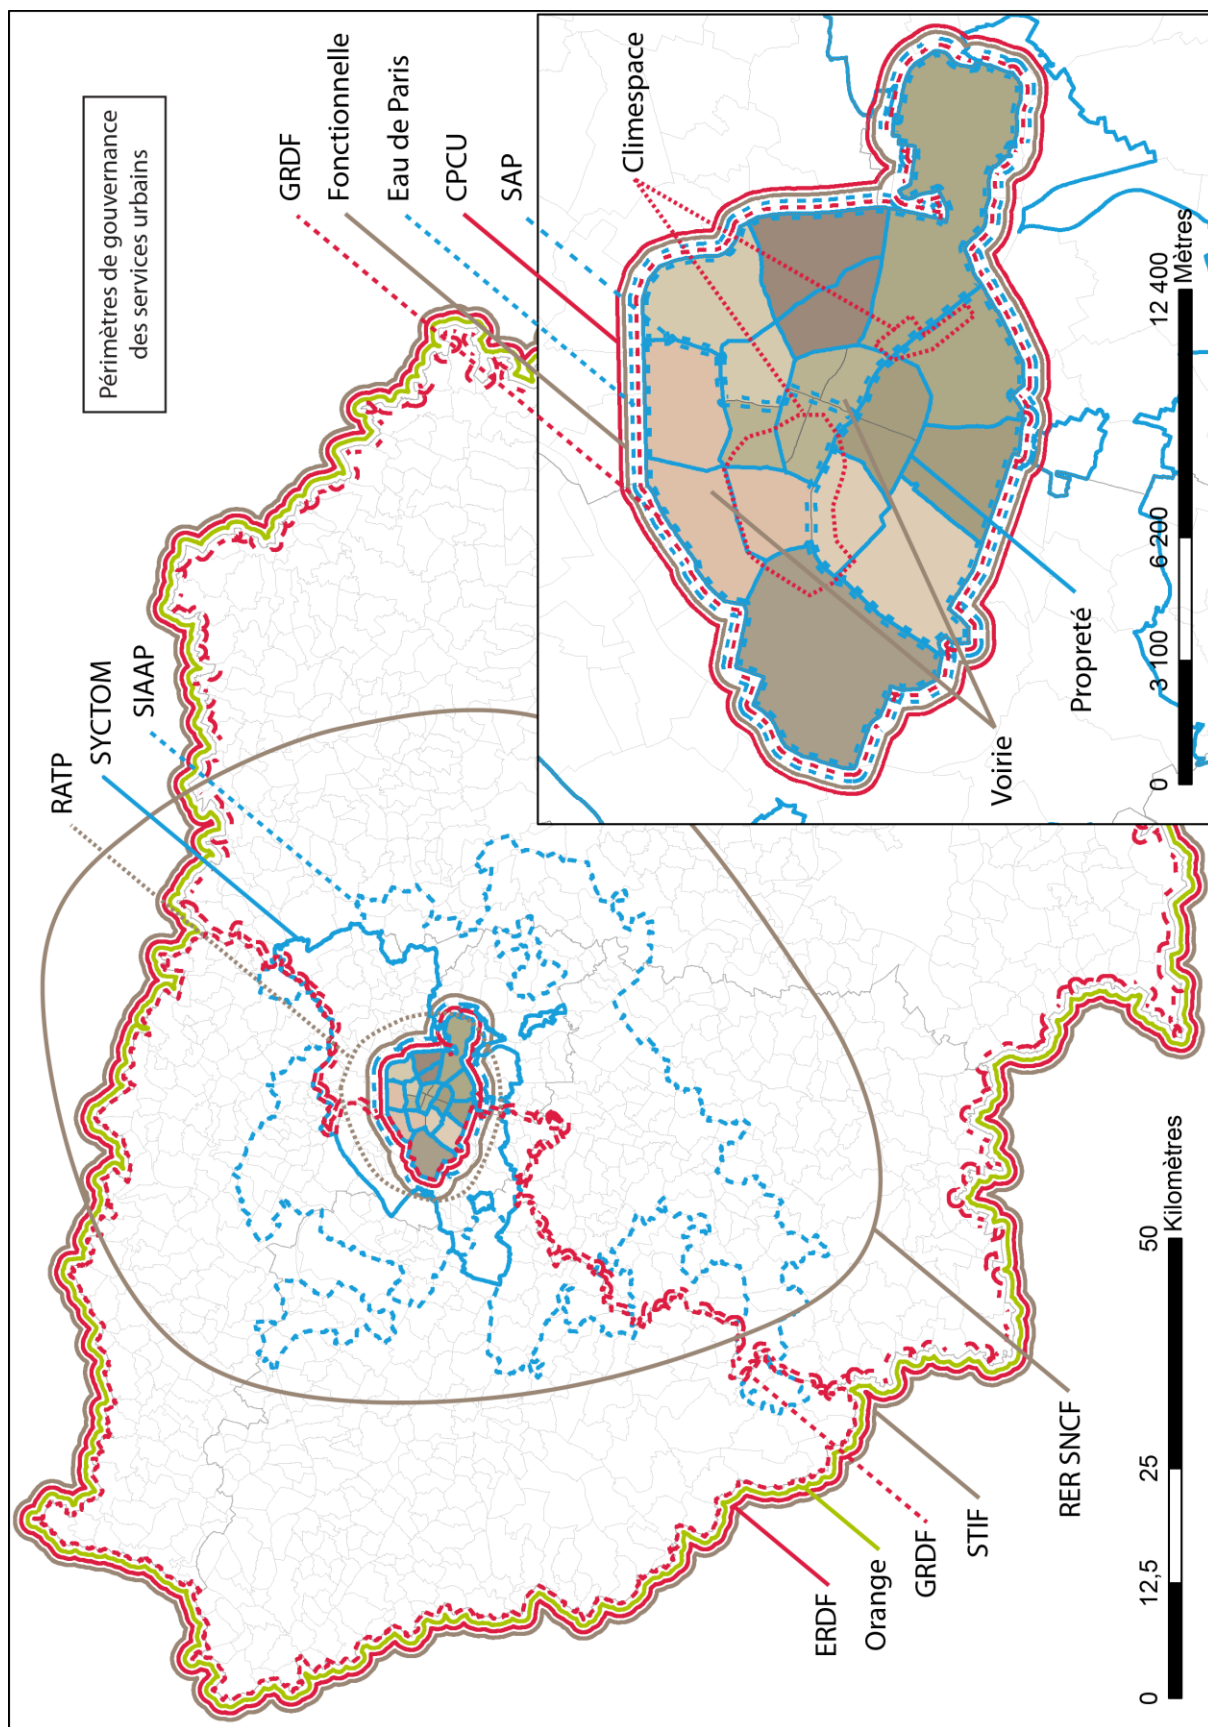 Périmètres de gouvernance
des services urbains
GRDF
Fonctionnelle
Eau de Paris
CPCU
SAP
Climespace
RATP
SYCTOM
SIAAP
Voirie
Propreté
0 3 100 6 200 12 400
Mètres
ERDF
Orange
GRDF
STIF
RER SNCF
0 12,5 25 50
Kilomètres